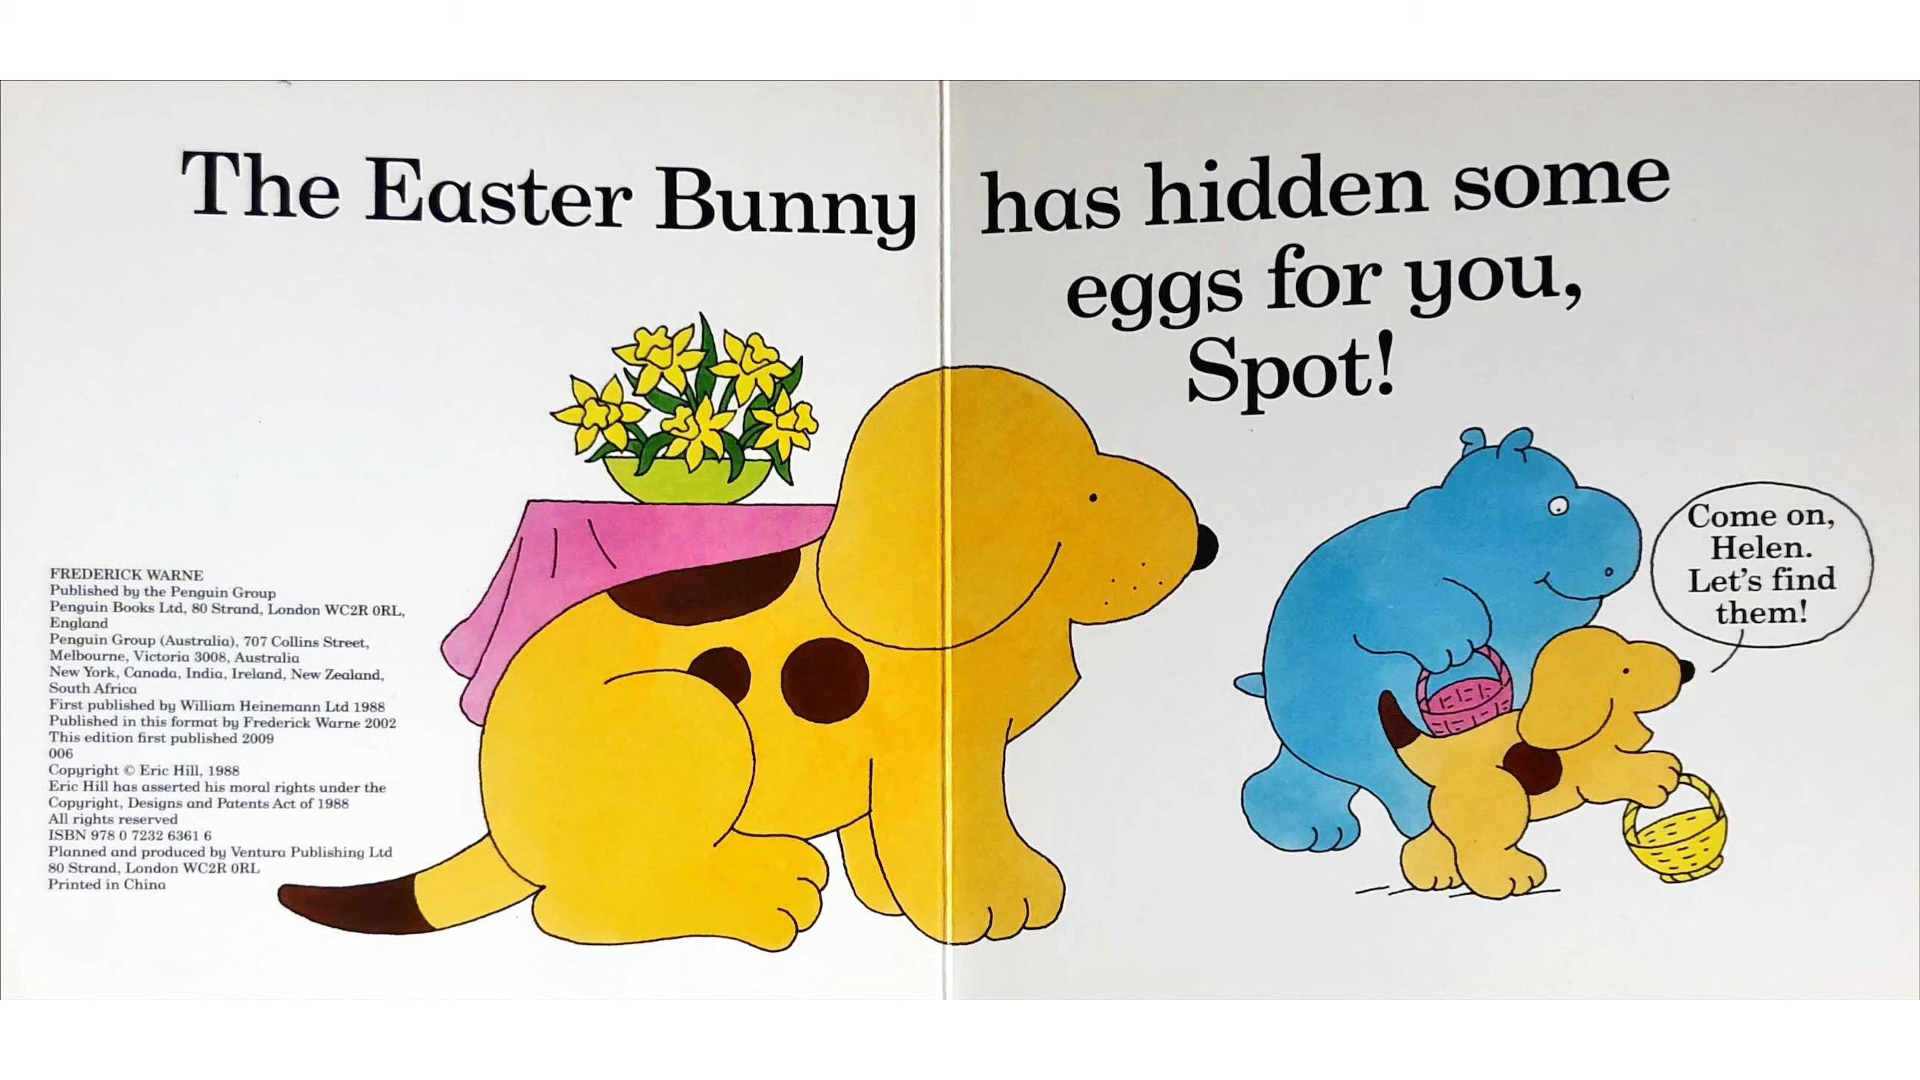 The Easter Bunny has hidden some
eggs for you,
Spot!
Come on,
Helen.
Let's find
them!
FREDERICK WARNE
Published by the Penguin Group
Penguin Books Ltd, 80 Strand, London WC2R 0RL,
England
Penguin Group (Australia), 707 Collins Street,
Melbourne, Victoria 3008, Australia
New York, Canada, India, Ireland, New Zealand,
South Africa
First published by William Heinemann Ltd 1988
Published in this format by Frederick Warne 2002
This edition first published 2009
006
Copyright © Eric Hill, 1988
Eric Hill has asserted his moral rights under the
Copyright, Designs and Patents Act of 1988
All rights reserved
ISBN 978 0 7232 6361 6
Planned and produced by Ventura Publishing Ltd
80 Strand, London WC2R 0RL
Printed in China